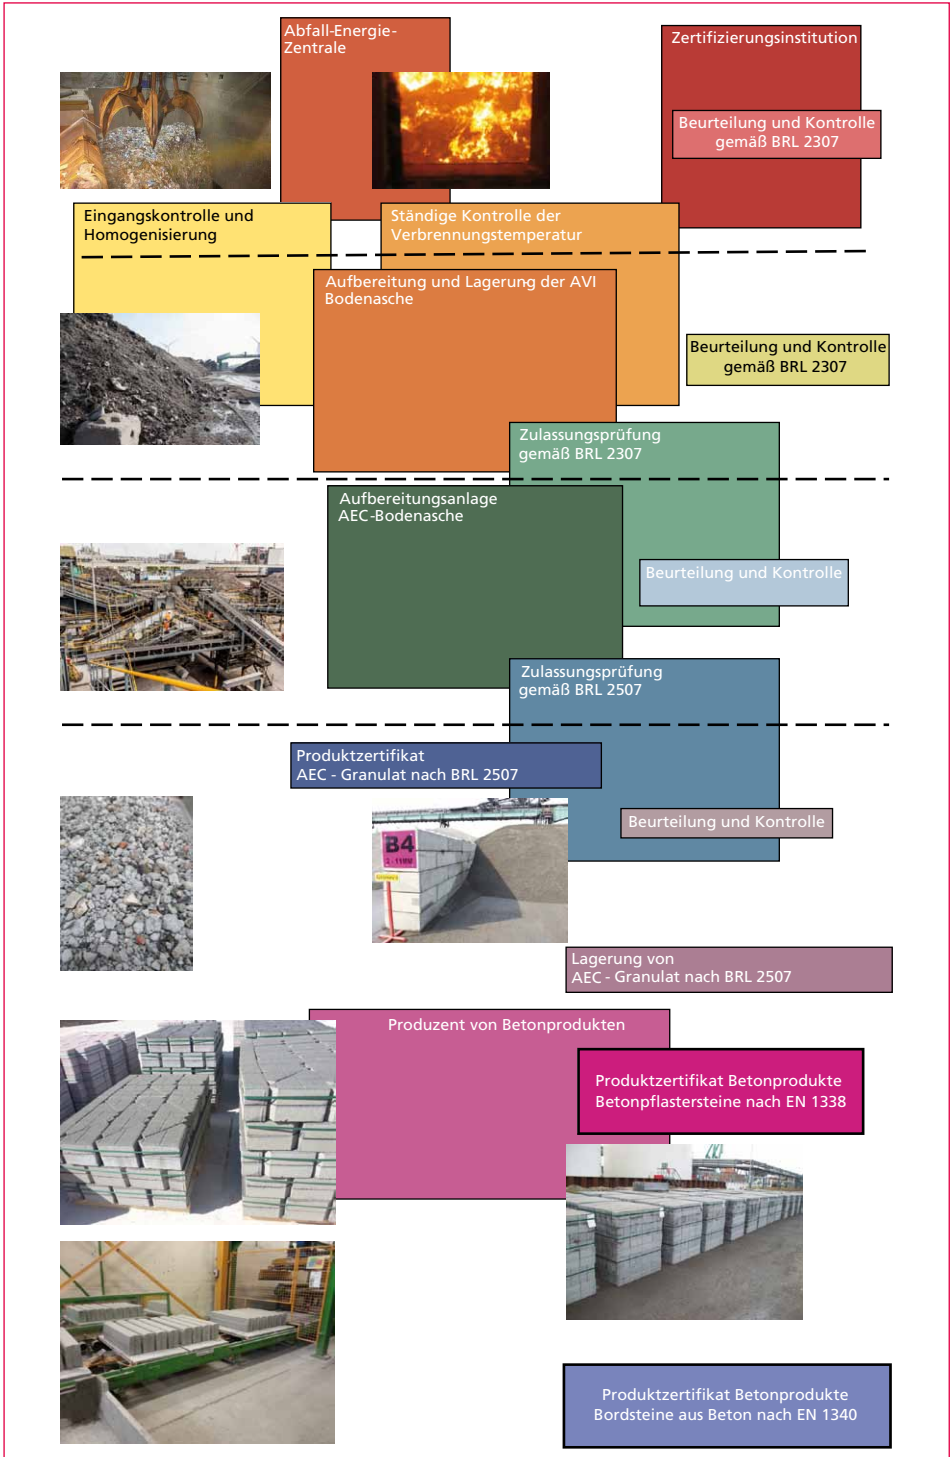 Abfall-Energie-
Zentrale
Zertifizierungsinstitution
Beurteilung und Kontrolle
gemäß BRL 2307
Eingangskontrolle und
Homogenisierung
Ständige Kontrolle der
Verbrennungstemperatur
Aufbereitung und Lagerung der AVI
Bodenasche
Beurteilung und Kontrolle
gemäß BRL 2307
Zulassungsprüfung
gemäß BRL 2307
Aufbereitungsanlage
AEC-Bodenasche
Beurteilung und Kontrolle
Zulassungsprüfung
gemäß BRL 2507
Produktzertifikat
AEC - Granulat nach BRL 2507
Beurteilung und Kontrolle
B4
Lagerung von
AEC - Granulat nach BRL 2507
Produzent von Betonprodukten
Produktzertifikat Betonprodukte
Betonpflastersteine nach EN 1338
Produktzertifikat Betonprodukte
Bordsteine aus Beton nach EN 1340